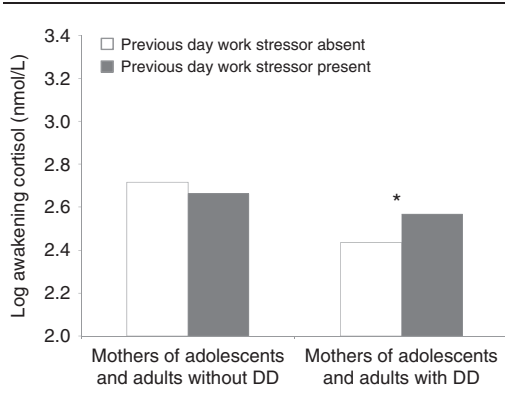 3.4
3.2
3.0
2.8
2.6
2.4
2.2
2.0
Log awakening cortisol (nmol/L)
Previous day work stressor absent
Previous day work stressor present
*
Mothers of adolescents
and adults without DD
Mothers of adolescents
and adults with DD